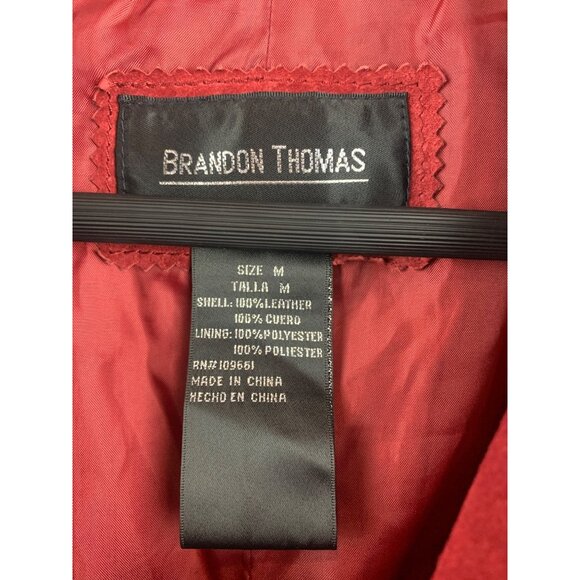 BRANDON THOMAS
SIZE M
TALLA M
SHELL: 100% LEATHER
100% CUERO
LINING: 100% POLYESTER
100% POLIESTER
RN# 109661
MADE IN CHINA
HECHO EN CHINA